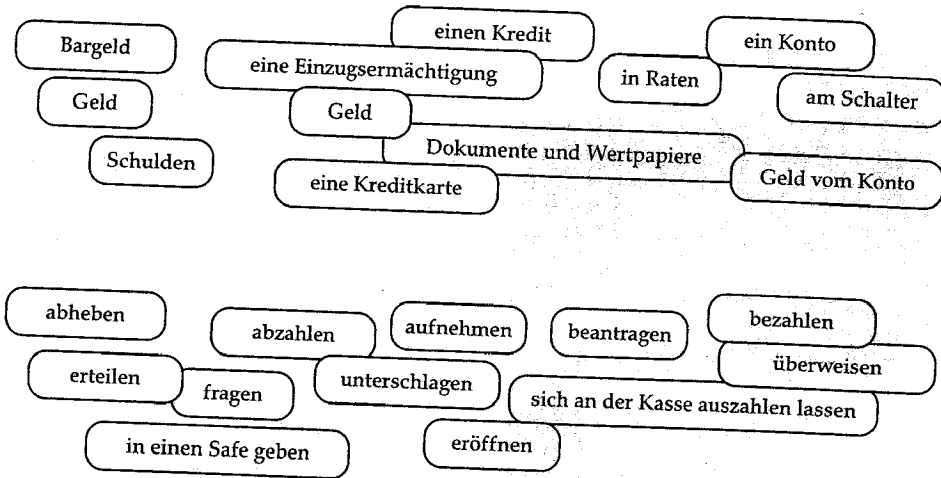 Bargeld
einen Kredit
ein Konto
eine Einzugsermächtigung
in Raten
Geld
Geld
am Schalter
Schulden
Dokumente und Wertpapiere
eine Kreditkarte
Geld vom Konto
abheben
abzahlen
aufnehmen
beantragen
bezahlen
erteilen
fragen
unterschlagen
überweisen
sich an der Kasse auszahlen lassen
in einen Safe geben
eröffnen